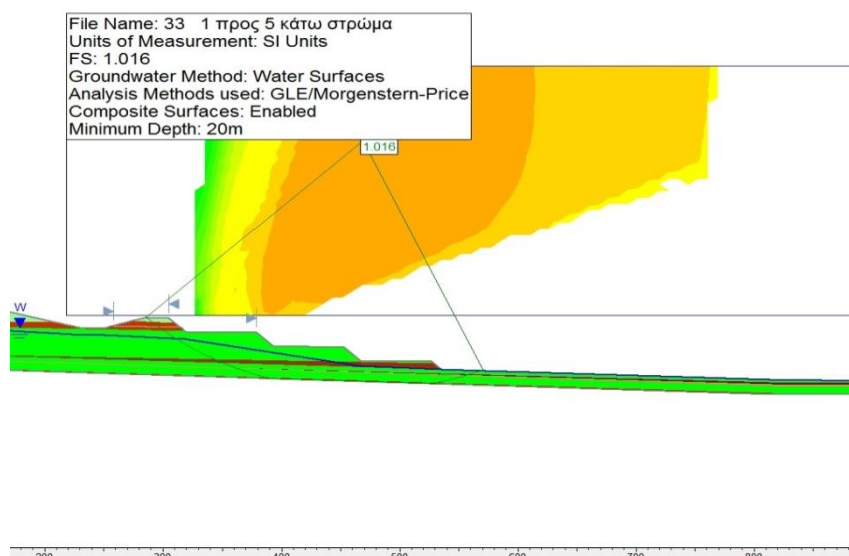 File Name: 33 1 προς 5 κάτω στρώμα
Units of Measurement: SI Units
FS: 1.016
Groundwater Method: Water Surfaces
Analysis Methods used: GLE/Morgenstern-Price
Composite Surfaces: Enabled
Minimum Depth: 20m
1.016
W